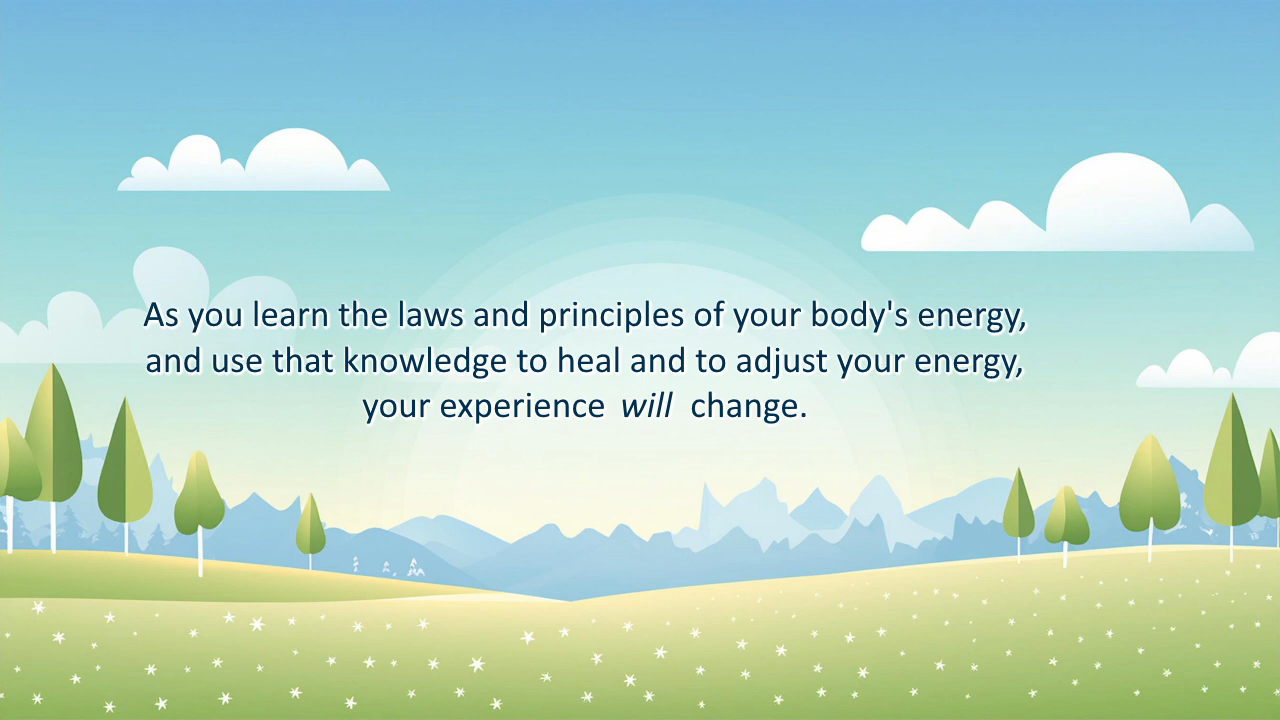 As you learn the laws and principles of your body's energy,
and use that knowledge to heal and to adjust your energy,
your experience will change.